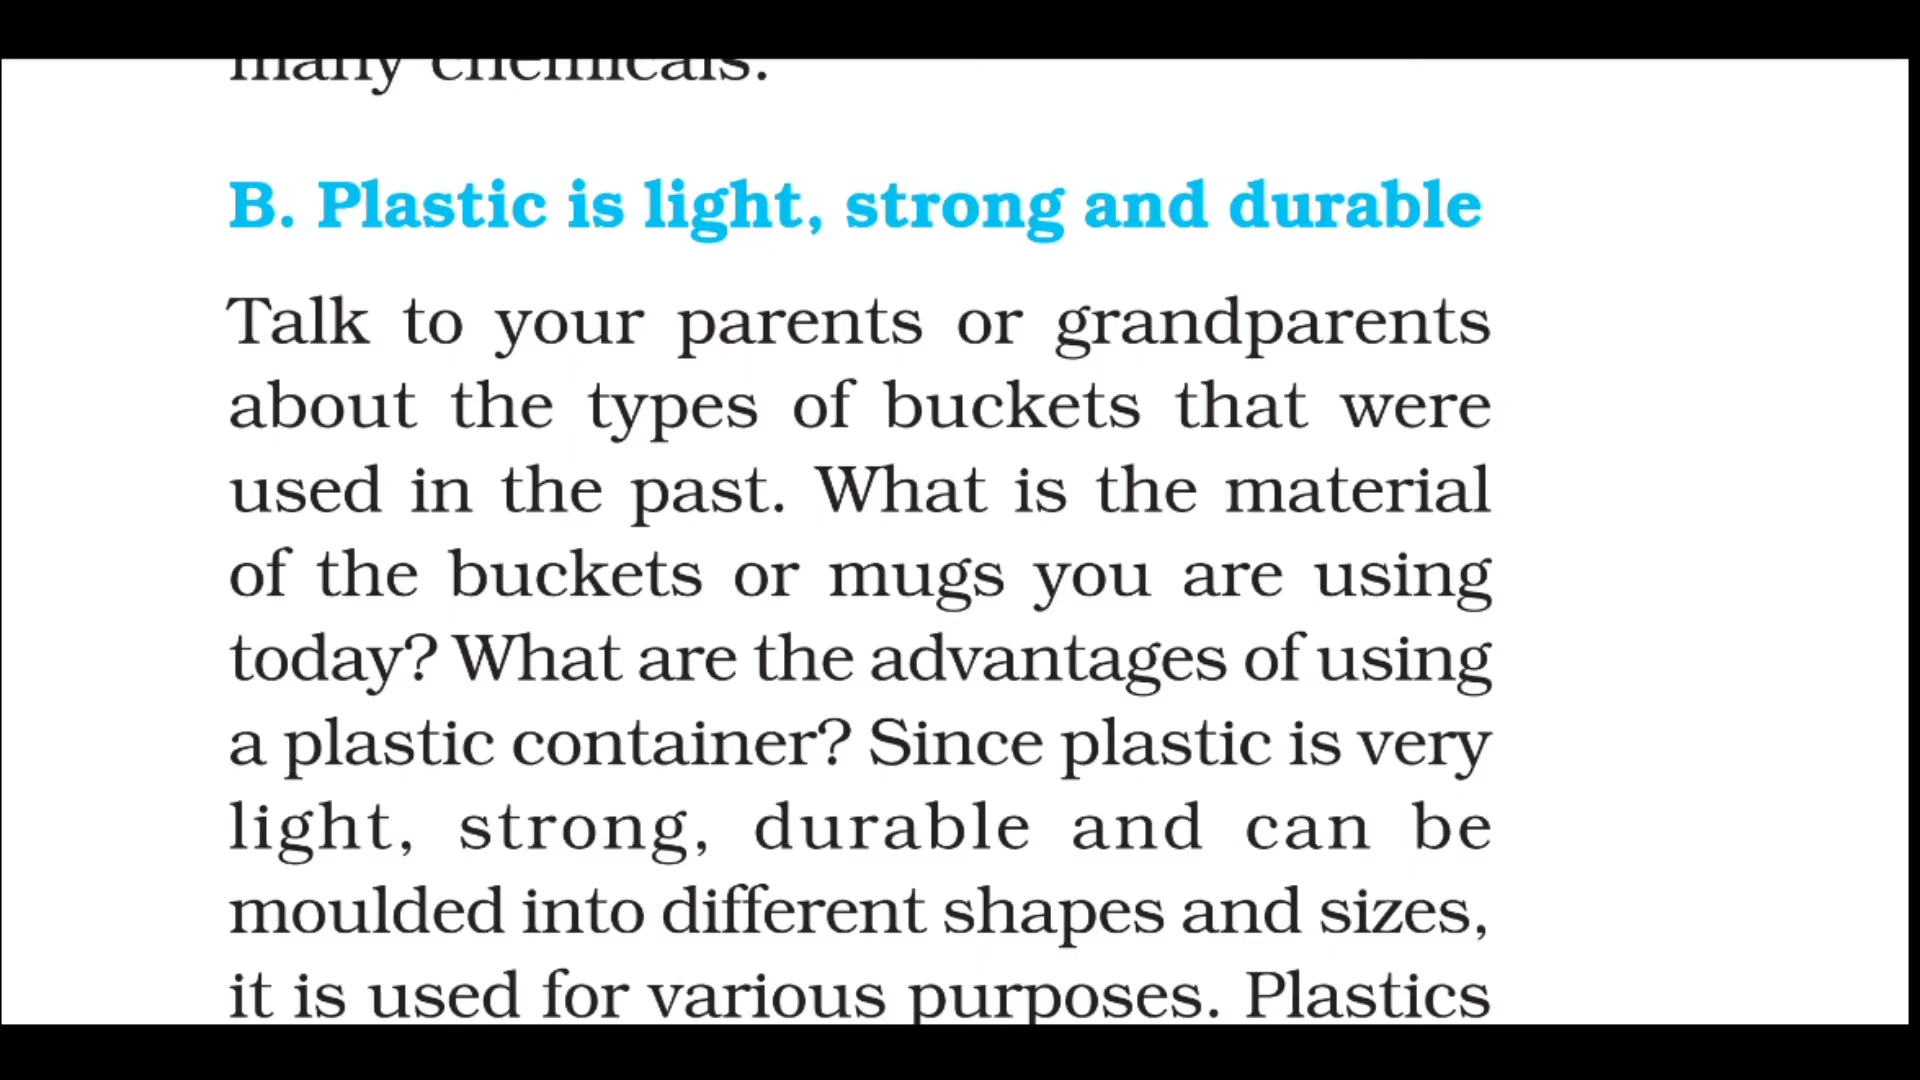 many chemicals.
B. Plastic is light, strong and durable
Talk to your parents or grandparents
about the types of buckets that were
used in the past. What is the material
of the buckets or mugs you are using
today? What are the advantages of using
a plastic container? Since plastic is very
light, strong, durable and can be
moulded into different shapes and sizes,
it is used for various purposes. Plastics